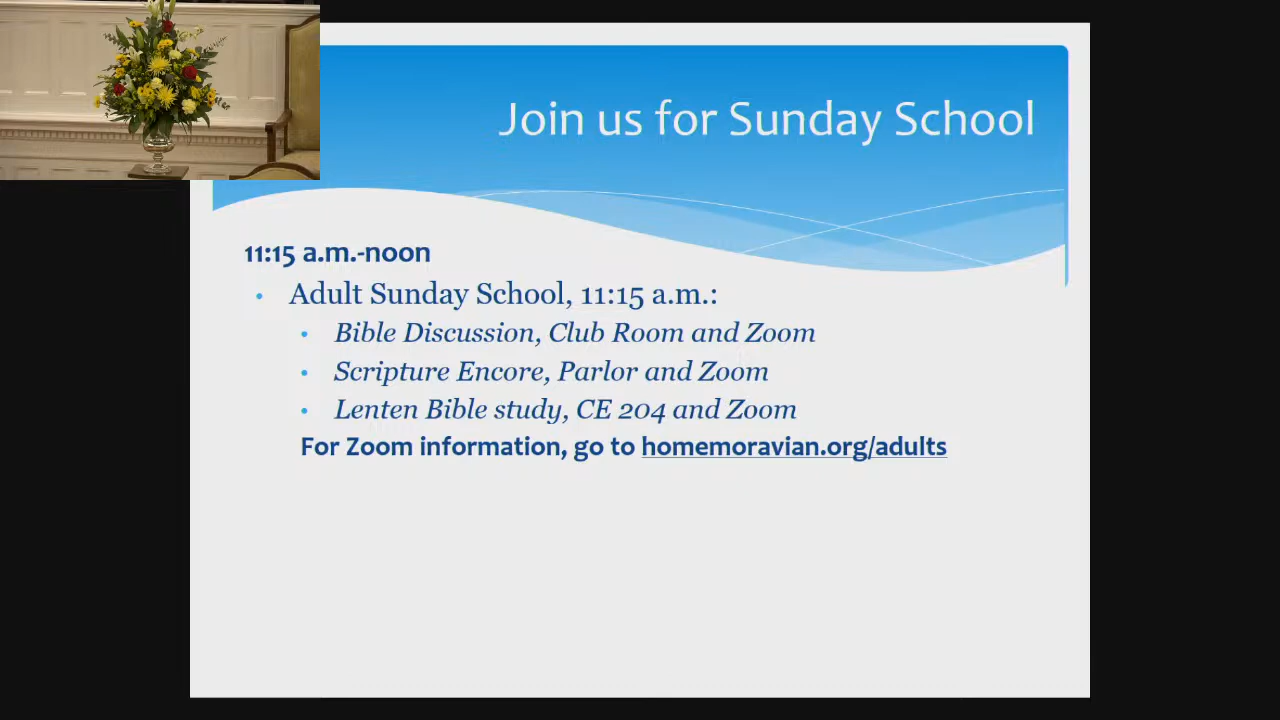 Join us for Sunday School
11:15 a.m.-noon
• Adult Sunday School, 11:15 a.m.:
• Bible Discussion, Club Room and Zoom
• Scripture Encore, Parlor and Zoom
• Lenten Bible study, CE 204 and Zoom
For Zoom information, go to homemoravian.org/adults